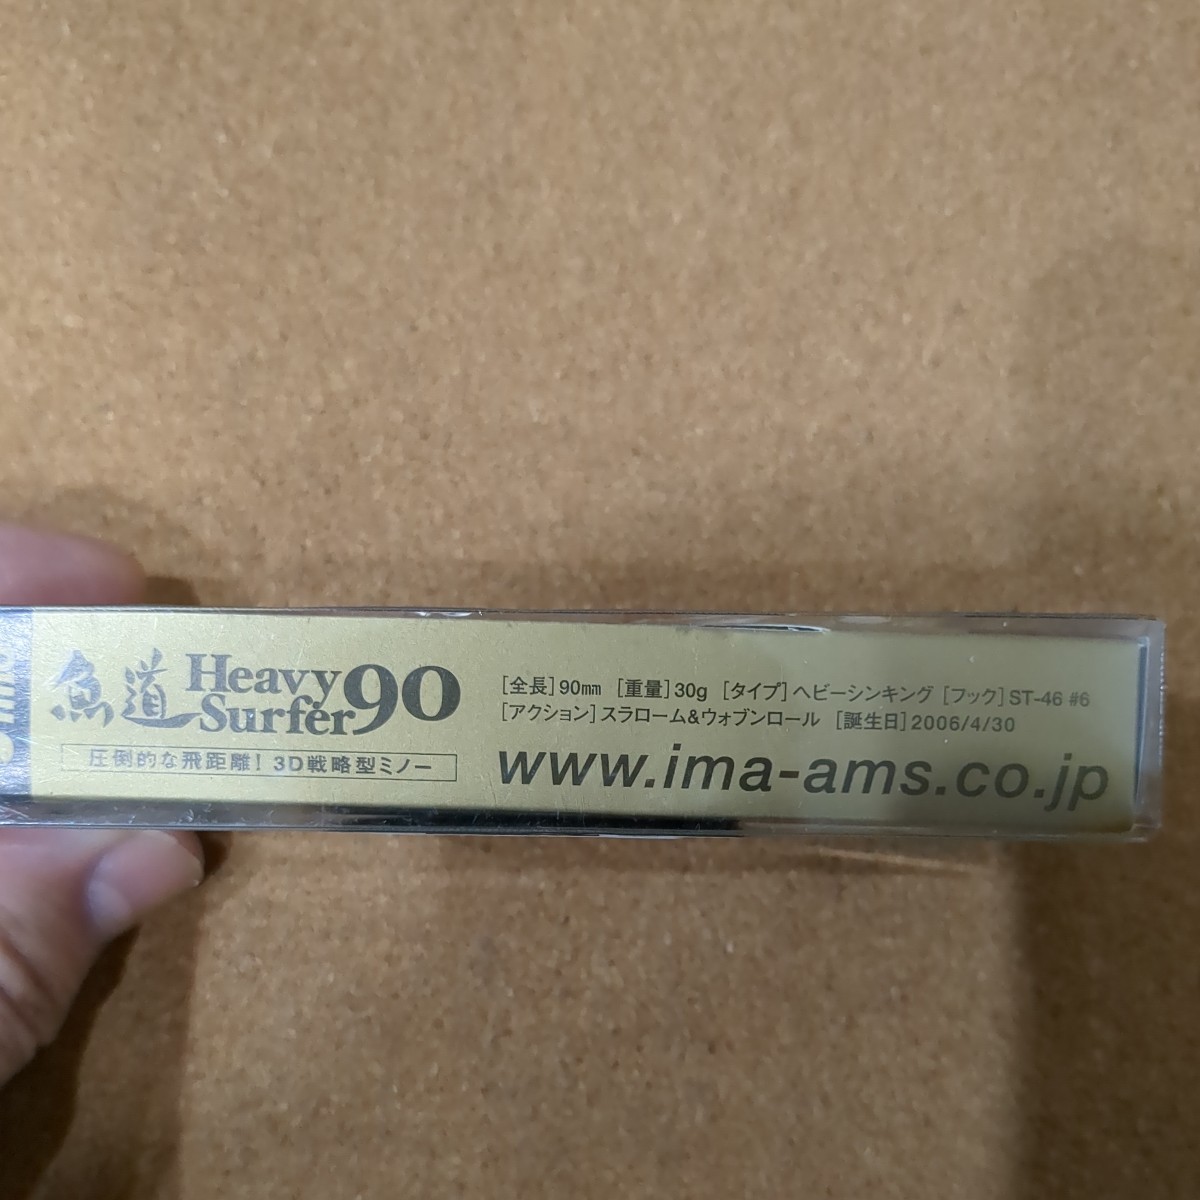 魚道 Heavy Surfer 90
圧倒的な飛距離！3D戦略型ミノー
［全長］90㎜ ［重量］30g ［タイプ］ヘビーシンキング ［フック］ST-46 #6
［アクション］スラローム&ウォブンロール ［誕生日］2006/4/30
www.ima-ams.co.jp